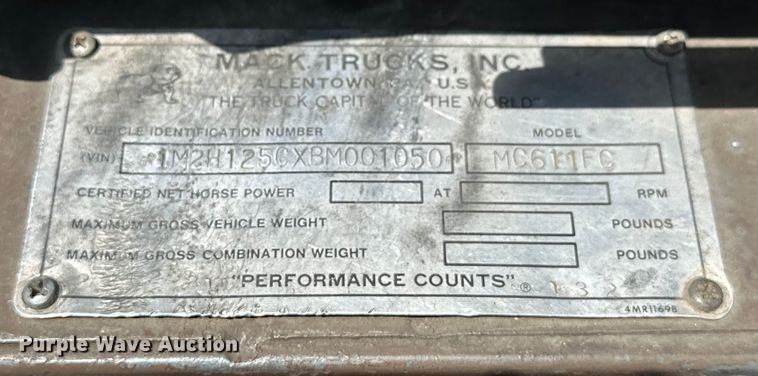 MACK TRUCKS, INC.
ALLENTOWN, PA. U.S.A.
"THE TRUCK CAPITAL OF THE WORLD"
VEHICLE IDENTIFICATION NUMBER MODEL
(VIN) 1M2H125CXBM001050 MC611FC
CERTIFIED NET HORSE POWER AT RPM
MAXIMUM GROSS VEHICLE WEIGHT POUNDS
MAXIMUM GROSS COMBINATION WEIGHT POUNDS
"PERFORMANCE COUNTS" ®
4MR11698
Purple Wave Auction